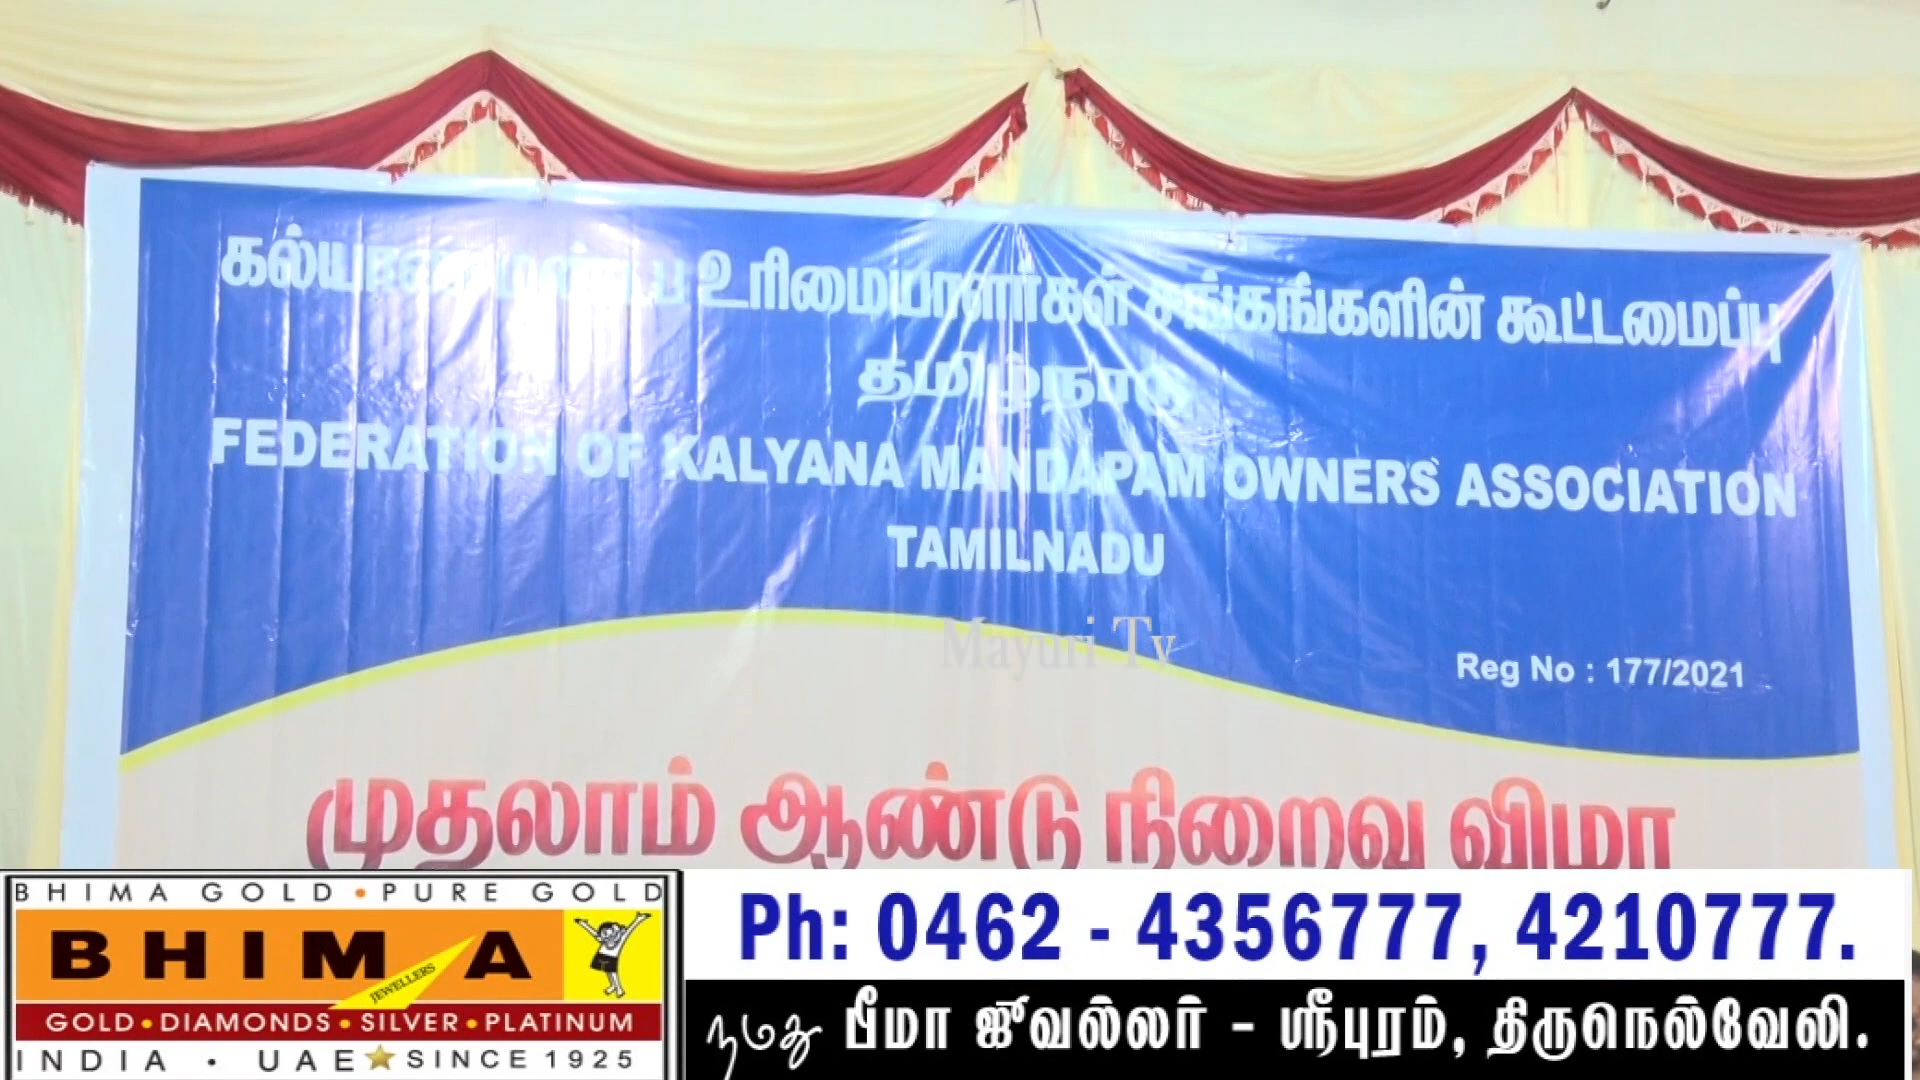 கல்யாணமண்டப உரிமையாளர்கள் சங்கங்களின் கூட்டமைப்பு
தமிழ்நாடு
FEDERATION OF KALYANA MANDAPAM OWNERS ASSOCIATION
TAMILNADU
Mayuri Tv
Reg No : 177/2021
முதலாம் ஆண்டு நிறைவு விழா
BHIMA GOLD • PURE GOLD
BHIMA
JEWELLERS
GOLD • DIAMONDS • SILVER • PLATINUM
INDIA • UAE ★ SINCE 1925
Ph: 0462 - 4356777, 4210777.
நமது பீமா ஜுவல்லர் - ஸ்ரீபுரம், திருநெல்வேலி.